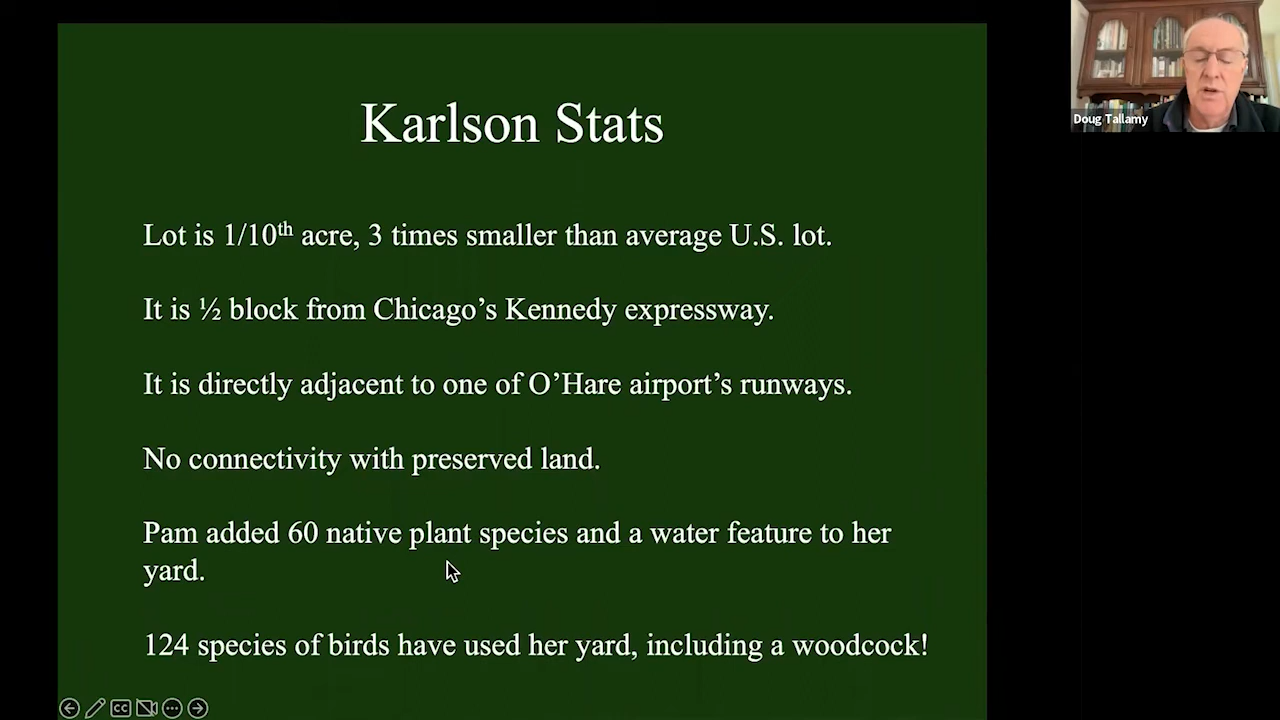 Karlson Stats
Doug Tallamy
Lot is 1/10th acre, 3 times smaller than average U.S. lot.
It is ½ block from Chicago’s Kennedy expressway.
It is directly adjacent to one of O’Hare airport’s runways.
No connectivity with preserved land.
Pam added 60 native plant species and a water feature to her
yard.
124 species of birds have used her yard, including a woodcock!
CC